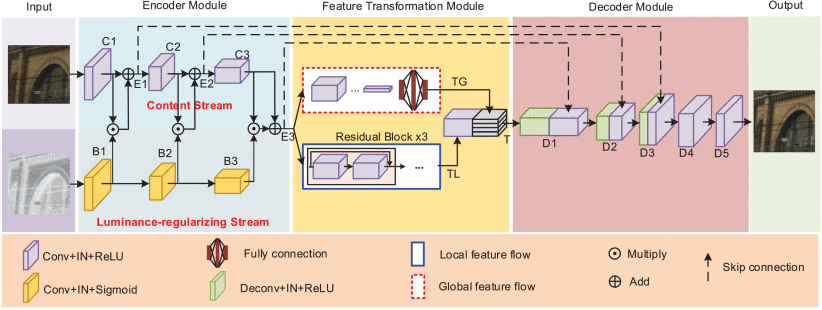 Input
Encoder Module
Feature Transformation Module
Decoder Module
Output
C1
C2
C3
E1
E2
Content Stream
E3
B1
B2
B3
Luminance-regularizing Stream
TG
...
Residual Block x3
...
TL
T
D1
D2
D3
D4
D5
Conv+IN+ReLU
Fully connection
Local feature flow
Multiply
Skip connection
Conv+IN+Sigmoid
Deconv+IN+ReLU
Global feature flow
Add